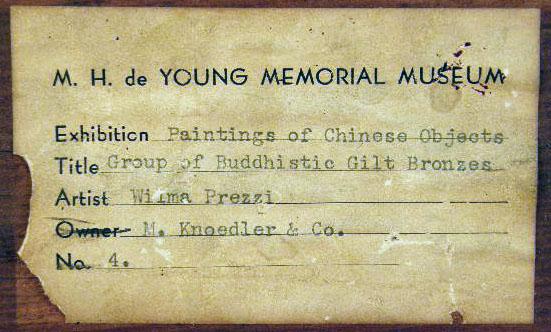 M. H. de YOUNG MEMORIAL MUSEUM
Exhibition Paintings of Chinese Objects
Title Group of Buddhistic Gilt Bronzes
Artist Wilma Prezzi
Owner M. Knoedler & Co.
No. 4.